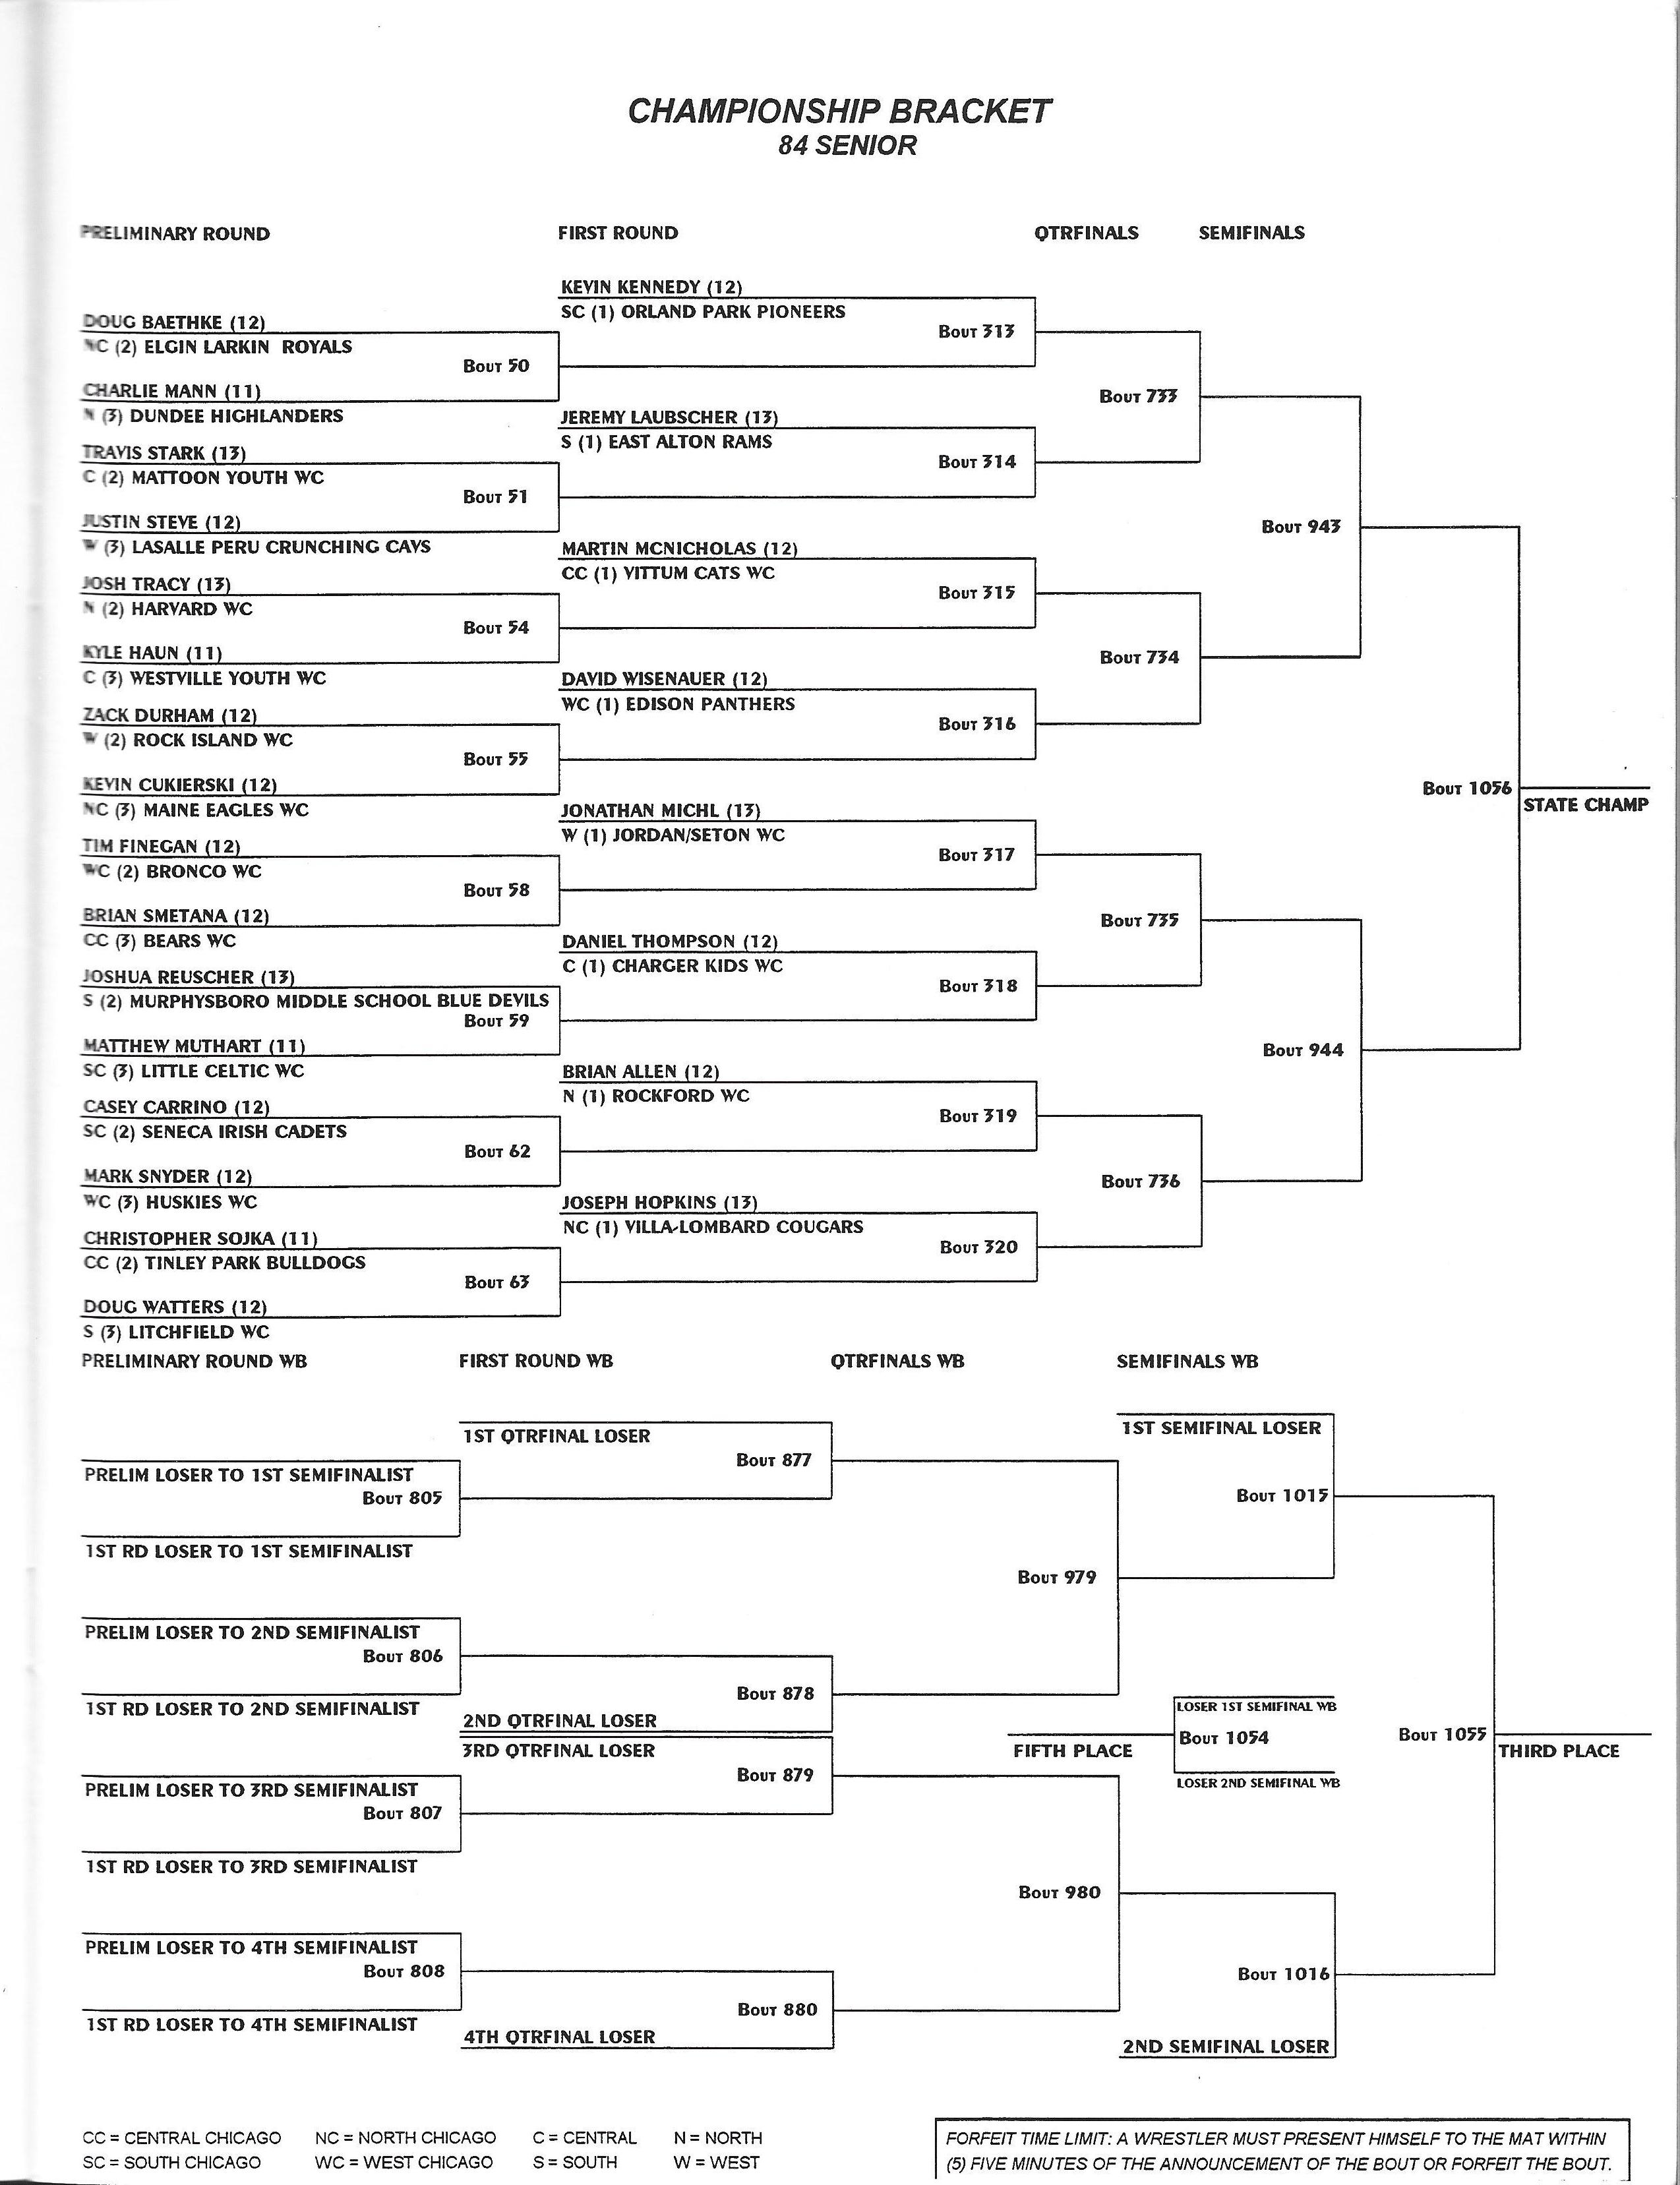 CHAMPIONSHIP BRACKET
84 SENIOR
PRELIMINARY ROUND
FIRST ROUND
QTRFINALS
SEMIFINALS
DOUG BAETHKE (12)
NC (2) ELGIN LARKIN ROYALS
Bout 50
CHARLIE MANN (11)
N (3) DUNDEE HIGHLANDERS
TRAVIS STARK (13)
C (2) MATTOON YOUTH WC
Bout 51
JUSTIN STEVE (12)
W (3) LASALLE PERU CRUNCHING CAVS
JOSH TRACY (13)
N (2) HARVARD WC
Bout 54
KYLE HAUN (11)
C (3) WESTVILLE YOUTH WC
ZACK DURHAM (12)
W (2) ROCK ISLAND WC
Bout 55
KEVIN CUKIERSKI (12)
NC (3) MAINE EAGLES WC
TIM FINEGAN (12)
WC (2) BRONCO WC
Bout 58
BRIAN SMETANA (12)
CC (3) BEARS WC
JOSHUA REUSCHER (13)
S (2) MURPHYSBORO MIDDLE SCHOOL BLUE DEVILS
Bout 59
MATTHEW MUTHART (11)
SC (3) LITTLE CELTIC WC
CASEY CARRINO (12)
SC (2) SENECA IRISH CADETS
Bout 62
MARK SNYDER (12)
WC (3) HUSKIES WC
CHRISTOPHER SOJKA (11)
CC (2) TINLEY PARK BULLDOGS
Bout 63
DOUG WATTERS (12)
S (3) LITCHFIELD WC
KEVIN KENNEDY (12)
SC (1) ORLAND PARK PIONEERS
Bout 313
JEREMY LAUBSCHER (13)
S (1) EAST ALTON RAMS
Bout 314
MARTIN MCNICHOLAS (12)
CC (1) VITTUM CATS WC
Bout 315
DAVID WISENAUER (12)
WC (1) EDISON PANTHERS
Bout 316
JONATHAN MICHL (13)
W (1) JORDAN/SETON WC
Bout 317
DANIEL THOMPSON (12)
C (1) CHARGER KIDS WC
Bout 318
BRIAN ALLEN (12)
N (1) ROCKFORD WC
Bout 319
JOSEPH HOPKINS (13)
NC (1) VILLA-LOMBARD COUGARS
Bout 320
Bout 733
Bout 734
Bout 735
Bout 736
Bout 943
Bout 944
Bout 1056
STATE CHAMP
PRELIMINARY ROUND WB
FIRST ROUND WB
QTRFINALS WB
SEMIFINALS WB
PRELIM LOSER TO 1ST SEMIFINALIST
Bout 805
1ST RD LOSER TO 1ST SEMIFINALIST
PRELIM LOSER TO 2ND SEMIFINALIST
Bout 806
1ST RD LOSER TO 2ND SEMIFINALIST
PRELIM LOSER TO 3RD SEMIFINALIST
Bout 807
1ST RD LOSER TO 3RD SEMIFINALIST
PRELIM LOSER TO 4TH SEMIFINALIST
Bout 808
1ST RD LOSER TO 4TH SEMIFINALIST
1ST QTRFINAL LOSER
Bout 877
Bout 878
2ND QTRFINAL LOSER
3RD QTRFINAL LOSER
Bout 879
Bout 880
4TH QTRFINAL LOSER
Bout 979
Bout 980
1ST SEMIFINAL LOSER
Bout 1015
LOSER 1ST SEMIFINAL WB
Bout 1054
FIFTH PLACE
LOSER 2ND SEMIFINAL WB
Bout 1016
2ND SEMIFINAL LOSER
Bout 1055
THIRD PLACE
CC = CENTRAL CHICAGO NC = NORTH CHICAGO C = CENTRAL N = NORTH
SC = SOUTH CHICAGO WC = WEST CHICAGO S = SOUTH W = WEST
FORFEIT TIME LIMIT: A WRESTLER MUST PRESENT HIMSELF TO THE MAT WITHIN
(5) FIVE MINUTES OF THE ANNOUNCEMENT OF THE BOUT OR FORFEIT THE BOUT.